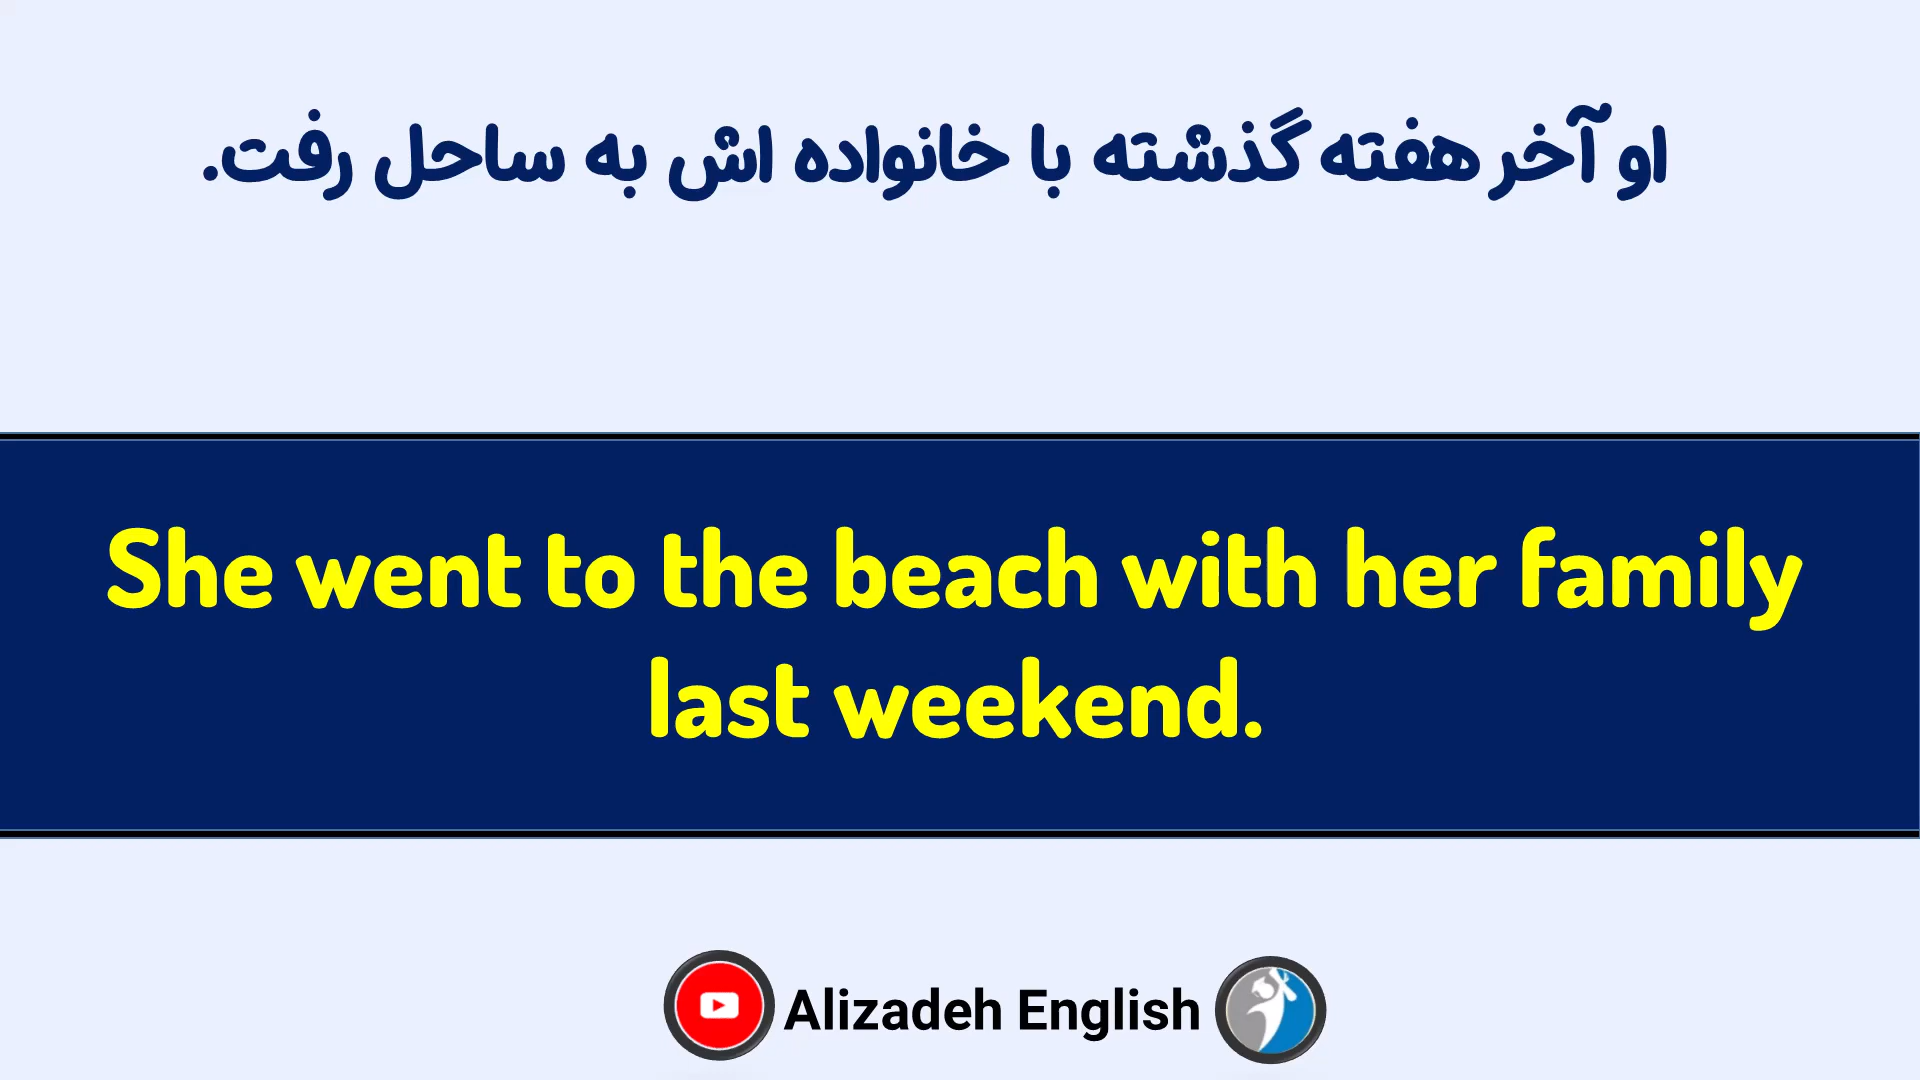 او آخر هفته گذشته با خانواده اش به ساحل رفت.
She went to the beach with her family
last weekend.
Alizadeh English